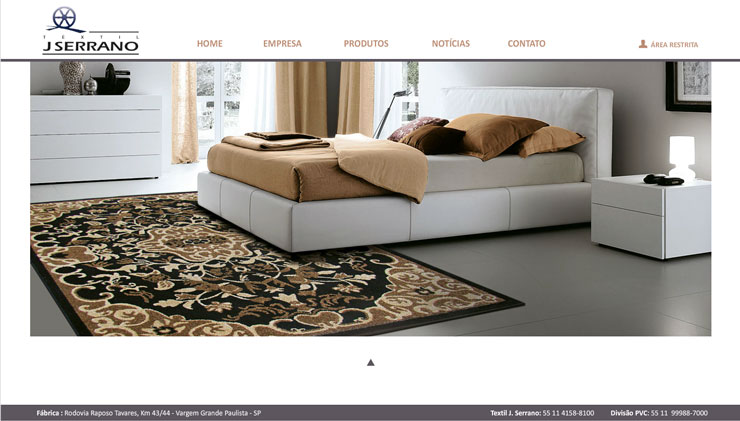 TEXTIL
J SERRANO
HOME EMPRESA PRODUTOS NOTÍCIAS CONTATO ÁREA RESTRITA
Fábrica : Rodovia Raposo Tavares, Km 43/44 - Vargem Grande Paulista - SP Textil J. Serrano: 55 11 4158-8100 Divisão PVC: 55 11 99988-7000